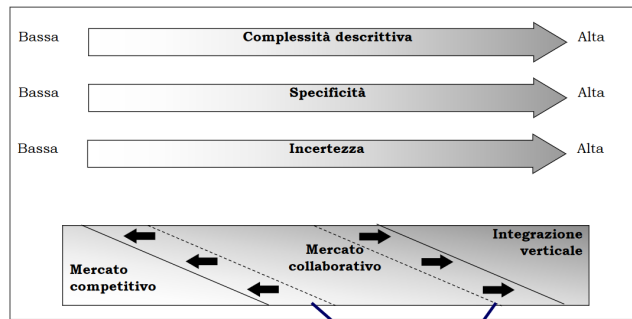 Bassa Complessità descrittiva Alta
Bassa Specificità Alta
Bassa Incertezza Alta
Integrazione
verticale
Mercato
collaborativo
Mercato
competitivo